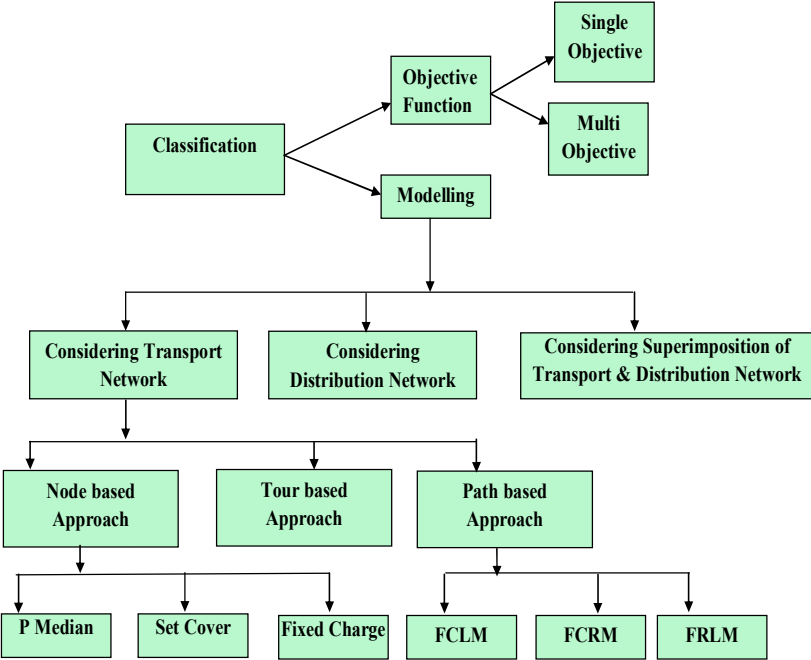 Single
Objective
Objective
Function
Multi
Objective
Classification
Modelling
Considering Transport
Network
Considering
Distribution Network
Considering Superimposition of
Transport & Distribution Network
Node based
Approach
Tour based
Approach
Path based
Approach
P Median
Set Cover
Fixed Charge
FCLM
FCRM
FRLM